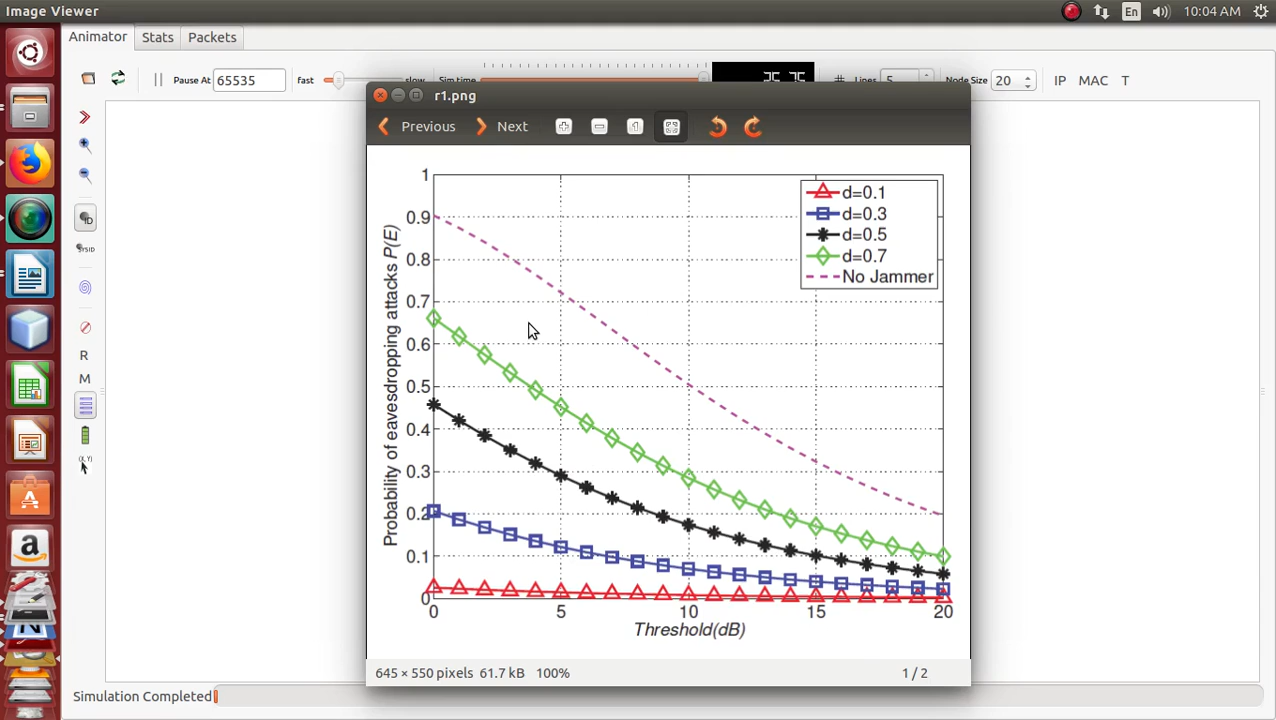 Image Viewer
En
10:04 AM
Animator Stats Packets
Pause At 65535 fast slow Sim time Lines 5 Node Size 20 IP MAC T
r1.png
Previous Next
ID
SYSID
R
M
(X,Y)
a
N
1
0.9
0.8
0.7
0.6
0.5
0.4
0.3
0.2
0.1
0
Probability of eavesdropping attacks P(E)
d=0.1
d=0.3
d=0.5
d=0.7
No Jammer
0 5 10 15 20
Threshold(dB)
645 × 550 pixels 61.7 kB 100% 1 / 2
Simulation Completed